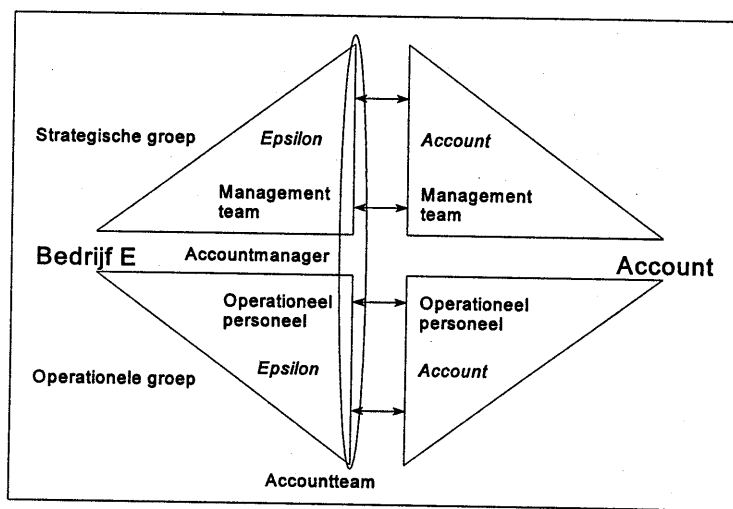 Strategische groep
Epsilon
Account
Management
team
Management
team
Bedrijf E
Accountmanager
Account
Operationeel
personeel
Operationeel
personeel
Operationele groep
Epsilon
Account
Accountteam